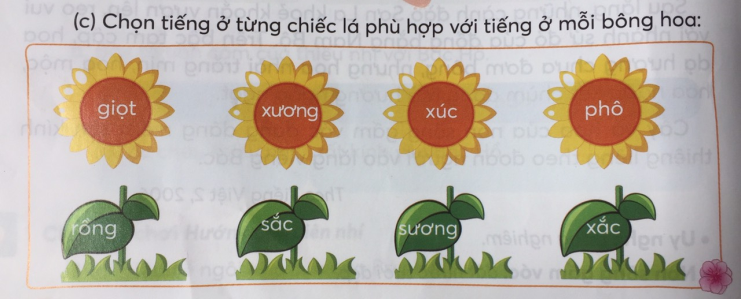 (c) Chọn tiếng ở từng chiếc lá phù hợp với tiếng ở mỗi bông hoa:
giọt xương xúc phô
rồng sắc sương xắc